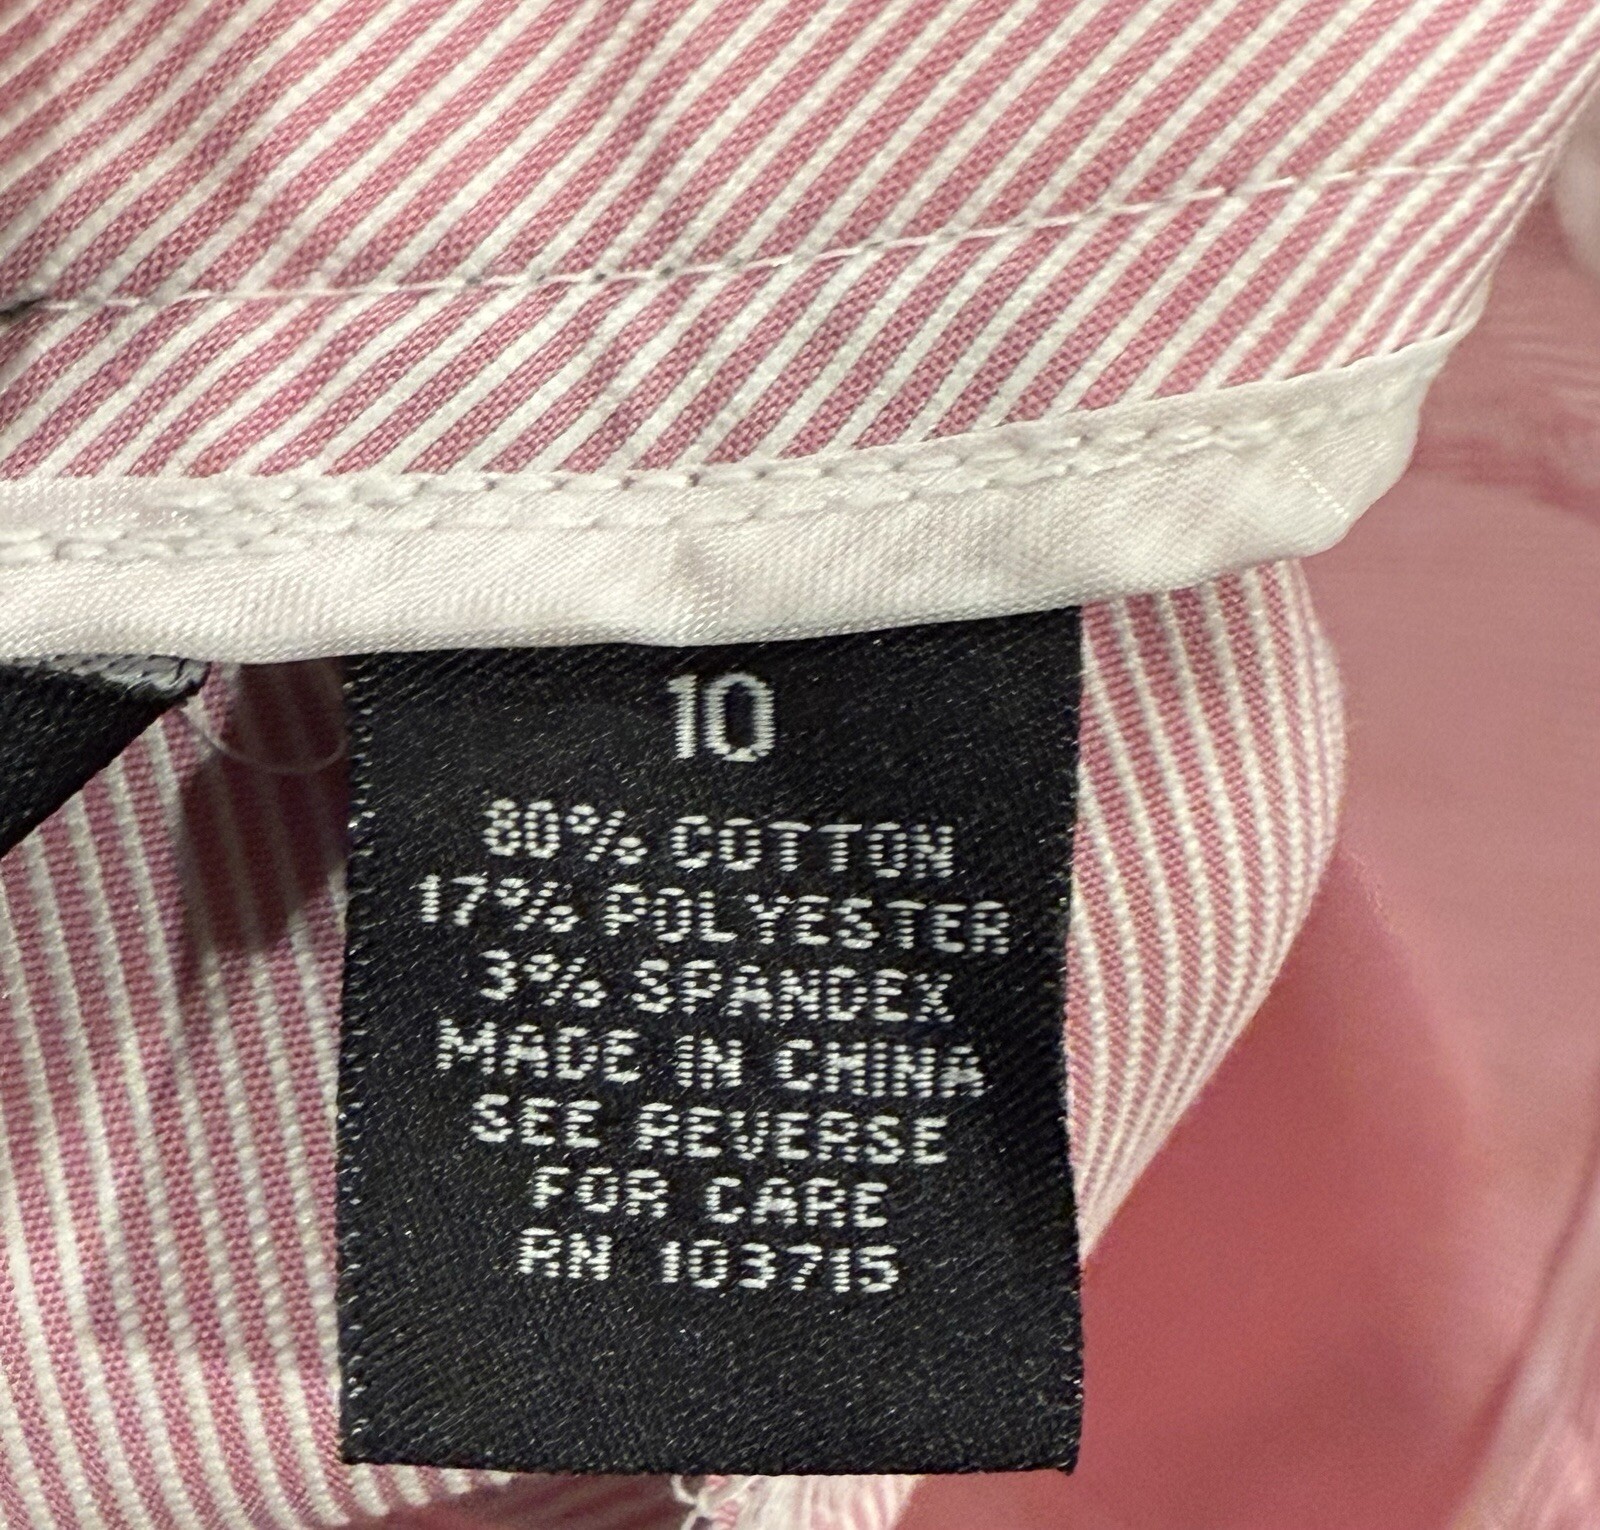 10
80% COTTON
17% POLYESTER
3% SPANDEX
MADE IN CHINA
SEE REVERSE
FOR CARE
RN 103715